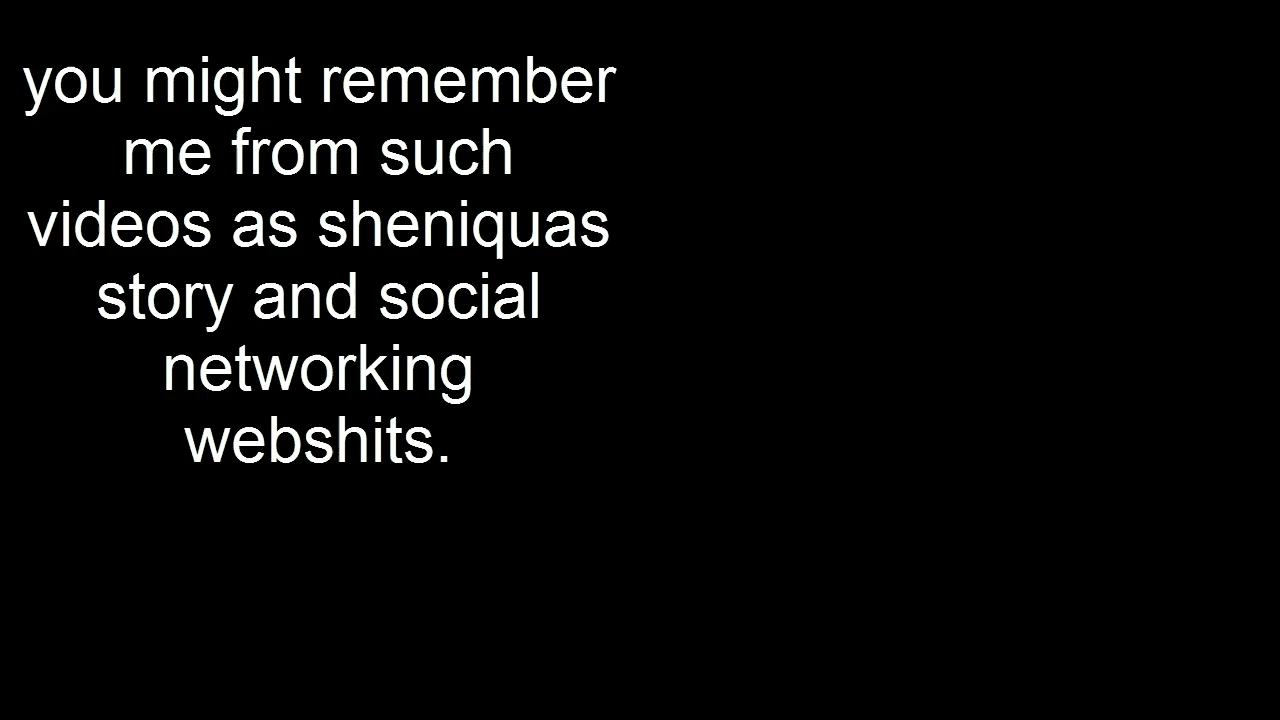 you might remember
me from such
videos as sheniquas
story and social
networking
webshits.